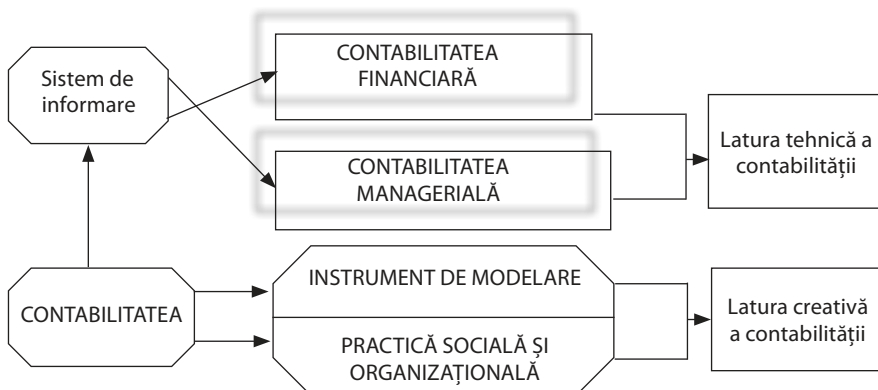 Sistem de
informare
CONTABILITATEA
FINANCIARĂ
CONTABILITATEA
MANAGERIALĂ
Latura tehnică a
contabilității
CONTABILITATEA
INSTRUMENT DE MODELARE
PRACTICĂ SOCIALĂ ȘI
ORGANIZAȚIONALĂ
Latura creativă
a contabilității